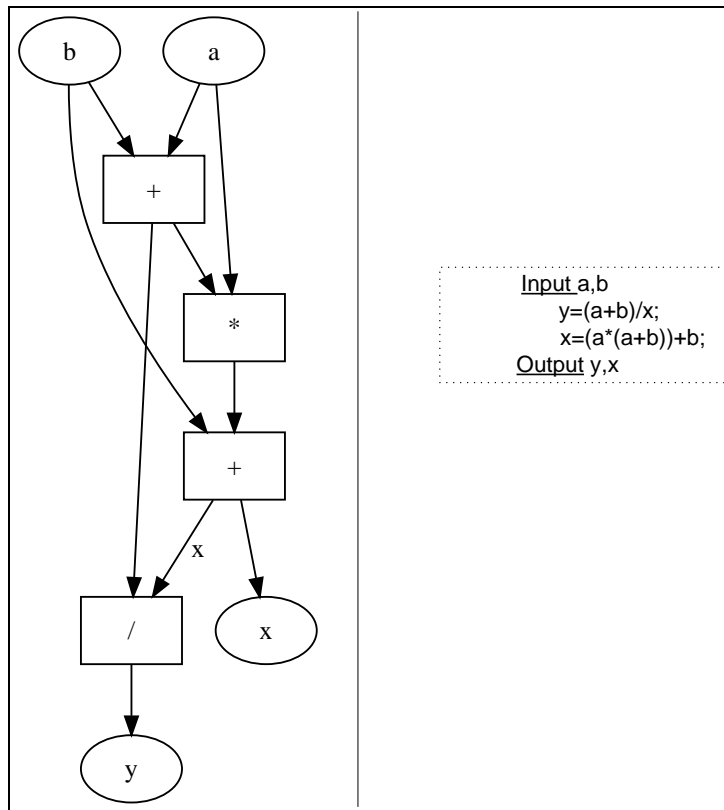 b
a
+
*
+
x
/
x
y
Input a,b
y=(a+b)/x;
x=(a*(a+b))+b;
Output y,x